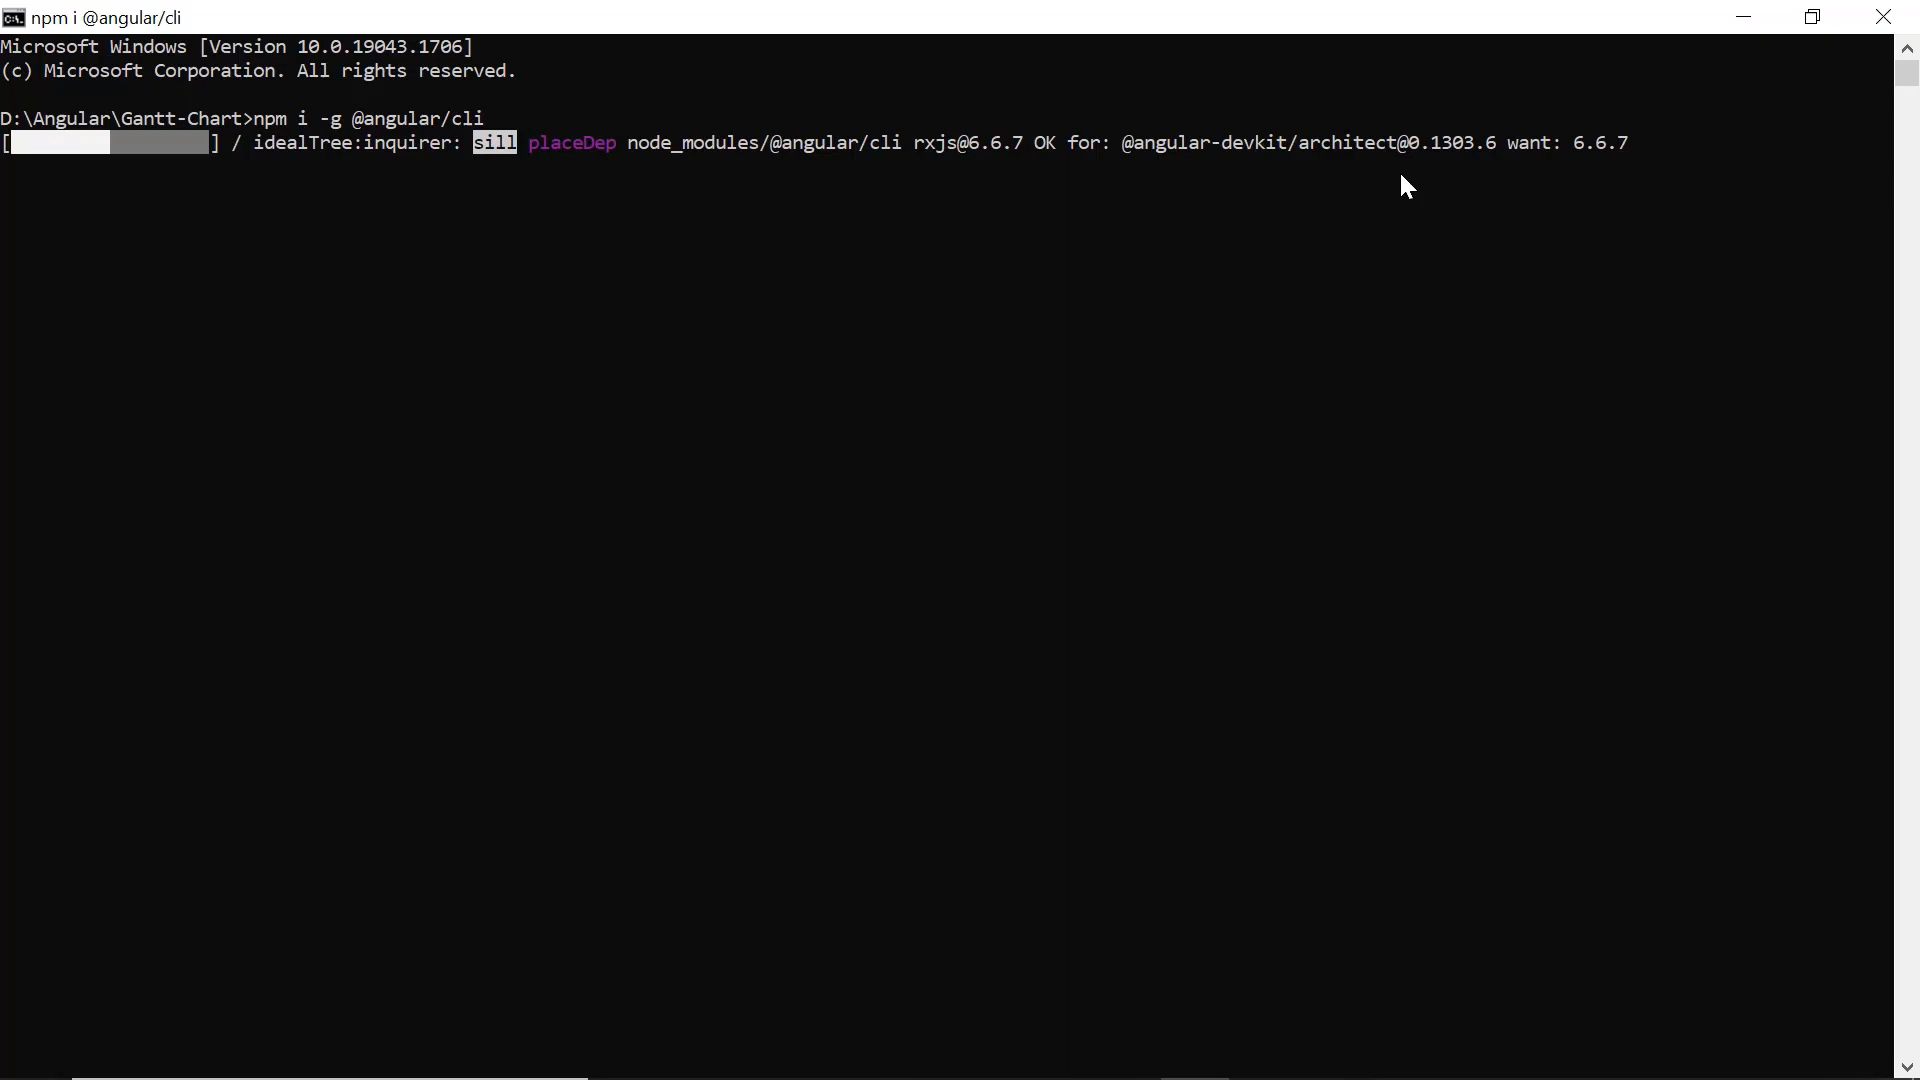 npm i @angular/cli
Microsoft Windows [Version 10.0.19043.1706]
(c) Microsoft Corporation. All rights reserved.
D:\Angular\Gantt-Chart>npm i -g @angular/cli
[] / idealTree:inquirer: sill placeDep node_modules/@angular/cli rxjs@6.6.7 OK for: @angular-devkit/architect@0.1303.6 want: 6.6.7